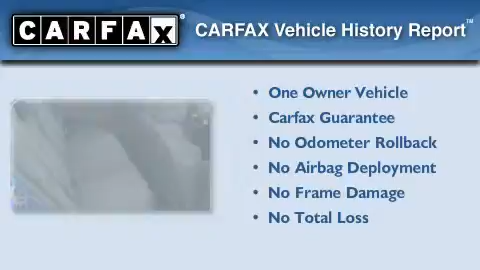 CARFAX® CARFAX Vehicle History Report™
• One Owner Vehicle
• Carfax Guarantee
• No Odometer Rollback
• No Airbag Deployment
• No Frame Damage
• No Total Loss